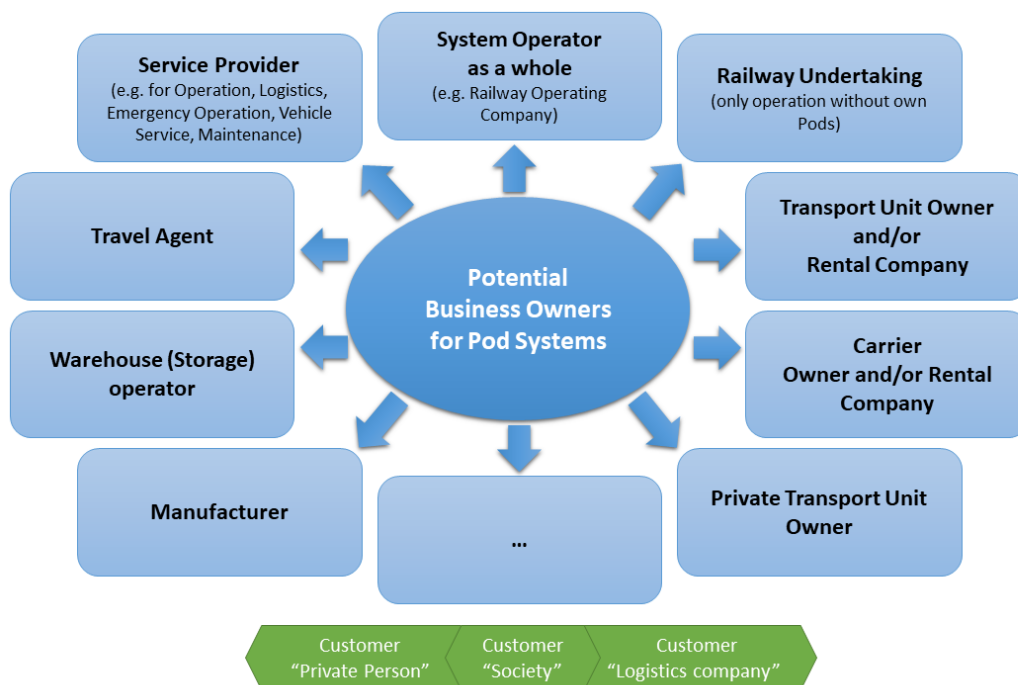 System Operator
as a whole
(e.g. Railway Operating
Company)
Service Provider
(e.g. for Operation, Logistics,
Emergency Operation, Vehicle
Service, Maintenance)
Railway Undertaking
(only operation without own
Pods)
Travel Agent
Transport Unit Owner
and/or
Rental Company
Potential
Business Owners
for Pod Systems
Warehouse (Storage)
operator
Carrier
Owner and/or Rental
Company
Manufacturer
...
Private Transport Unit
Owner
Customer
“Private Person”
Customer
“Society”
Customer
“Logistics company”